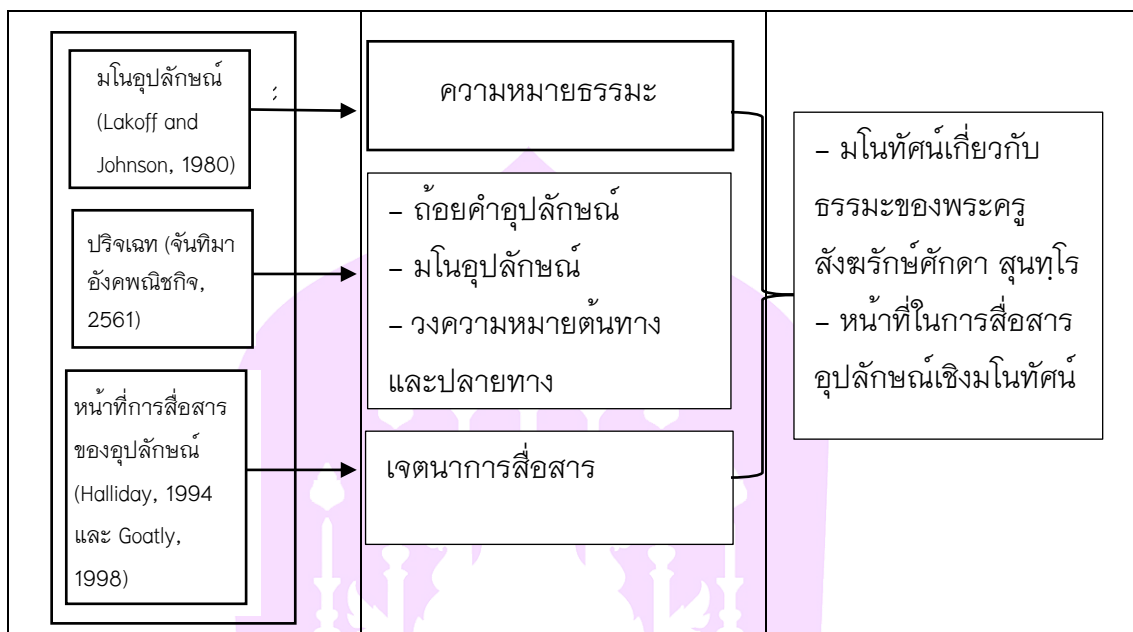 มโนอุปลักษณ์
(Lakoff and
Johnson, 1980)
ปริจเฉท (จันทิมา
อังคพณิชกิจ,
2561)
หน้าที่การสื่อสาร
ของอุปลักษณ์
(Halliday, 1994
และ Goatly,
1998)
ความหมายธรรมะ
– ถ้อยคำอุปลักษณ์
– มโนอุปลักษณ์
– วงความหมายต้นทาง
และปลายทาง
เจตนาการสื่อสาร
– มโนทัศน์เกี่ยวกับ
ธรรมะของพระครู
สังฆรักษ์ศักดา สุนฺทโร
– หน้าที่ในการสื่อสาร
อุปลักษณ์เชิงมโนทัศน์